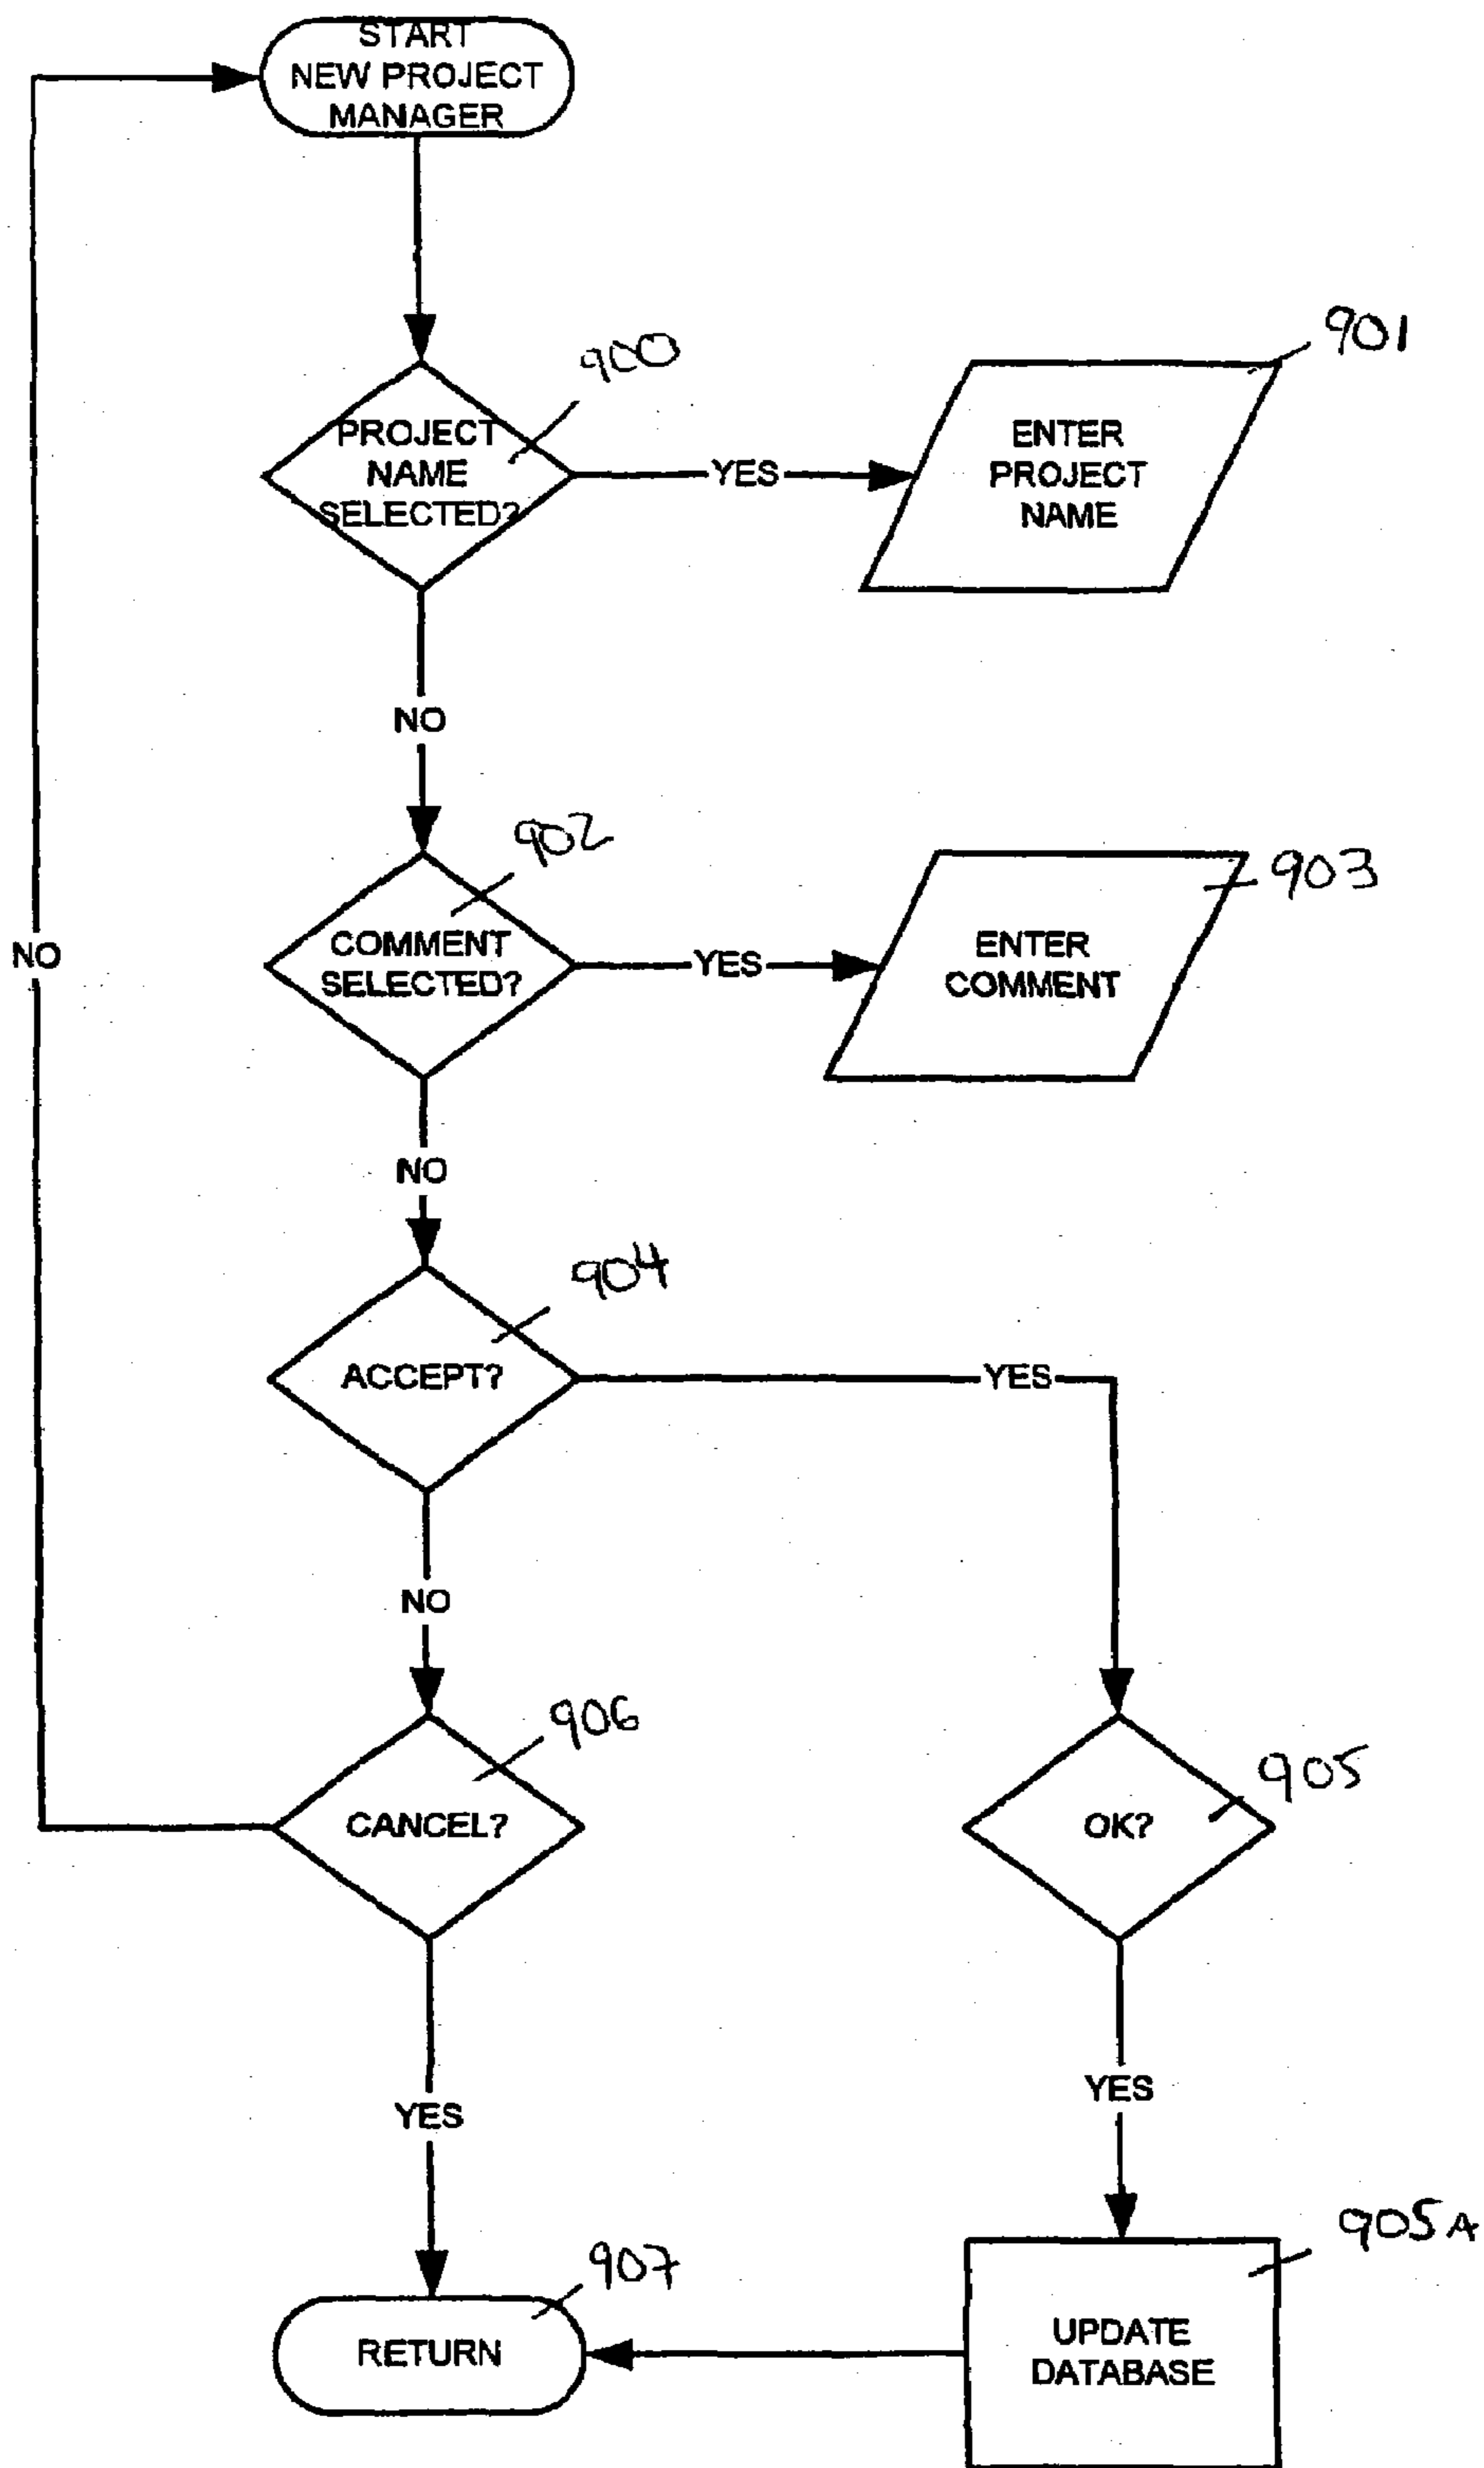 START
NEW PROJECT
MANAGER
900
901
PROJECT
NAME
SELECTED?
YES
ENTER
PROJECT
NAME
NO
902
903
COMMENT
SELECTED?
YES
ENTER
COMMENT
NO
NO
904
ACCEPT?
YES
NO
906
905
CANCEL?
OK?
YES
YES
905A
907
RETURN
UPDATE
DATABASE